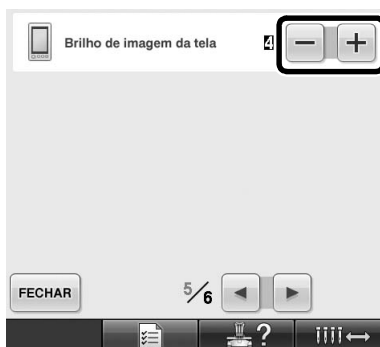 Brilho de imagem da tela 4 − +
FECHAR 5/6
?